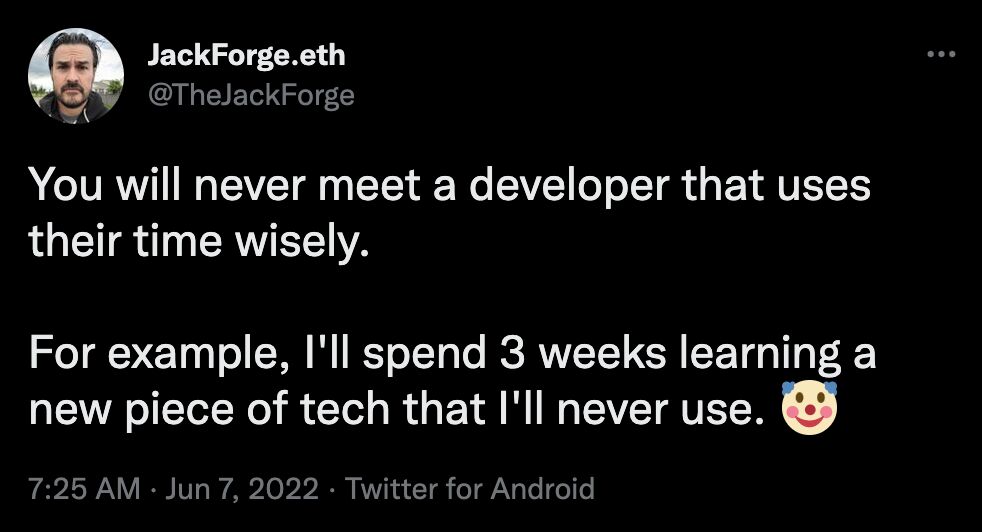 JackForge.eth
@TheJackForge
You will never meet a developer that uses
their time wisely.
For example, I'll spend 3 weeks learning a
new piece of tech that I'll never use. 🤡
7:25 AM · Jun 7, 2022 · Twitter for Android